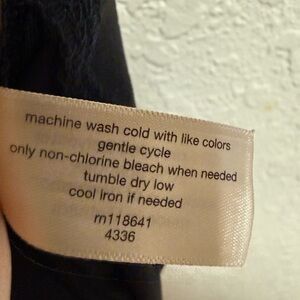 machine wash cold with like colors
gentle cycle
only non-chlorine bleach when needed
tumble dry low
cool Iron if needed
rn118641
4336